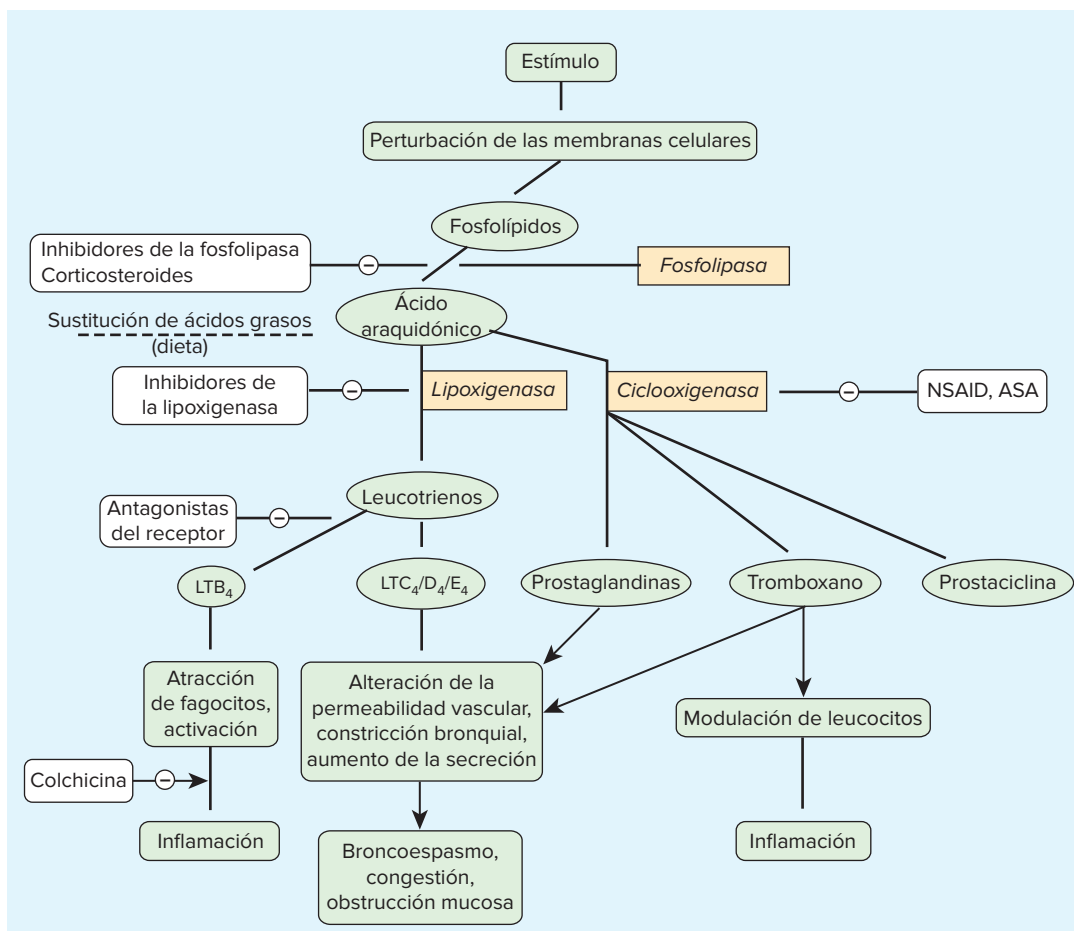 Estímulo
Perturbación de las membranas celulares
Fosfolípidos
Inhibidores de la fosfolipasa
Corticosteroides
−
Fosfolipasa
Ácido
araquidónico
Sustitución de ácidos grasos
(dieta)
Inhibidores de
la lipoxigenasa
−
Lipoxigenasa
Ciclooxigenasa
−
NSAID, ASA
Leucotrienos
Antagonistas
del receptor
−
LTB₄
LTC₄/D₄/E₄
Prostaglandinas
Tromboxano
Prostaciclina
Atracción
de fagocitos,
activación
Alteración de la
permeabilidad vascular,
constricción bronquial,
aumento de la secreción
Modulación de leucocitos
Colchicina
−
Inflamación
Broncoespasmo,
congestión,
obstrucción mucosa
Inflamación